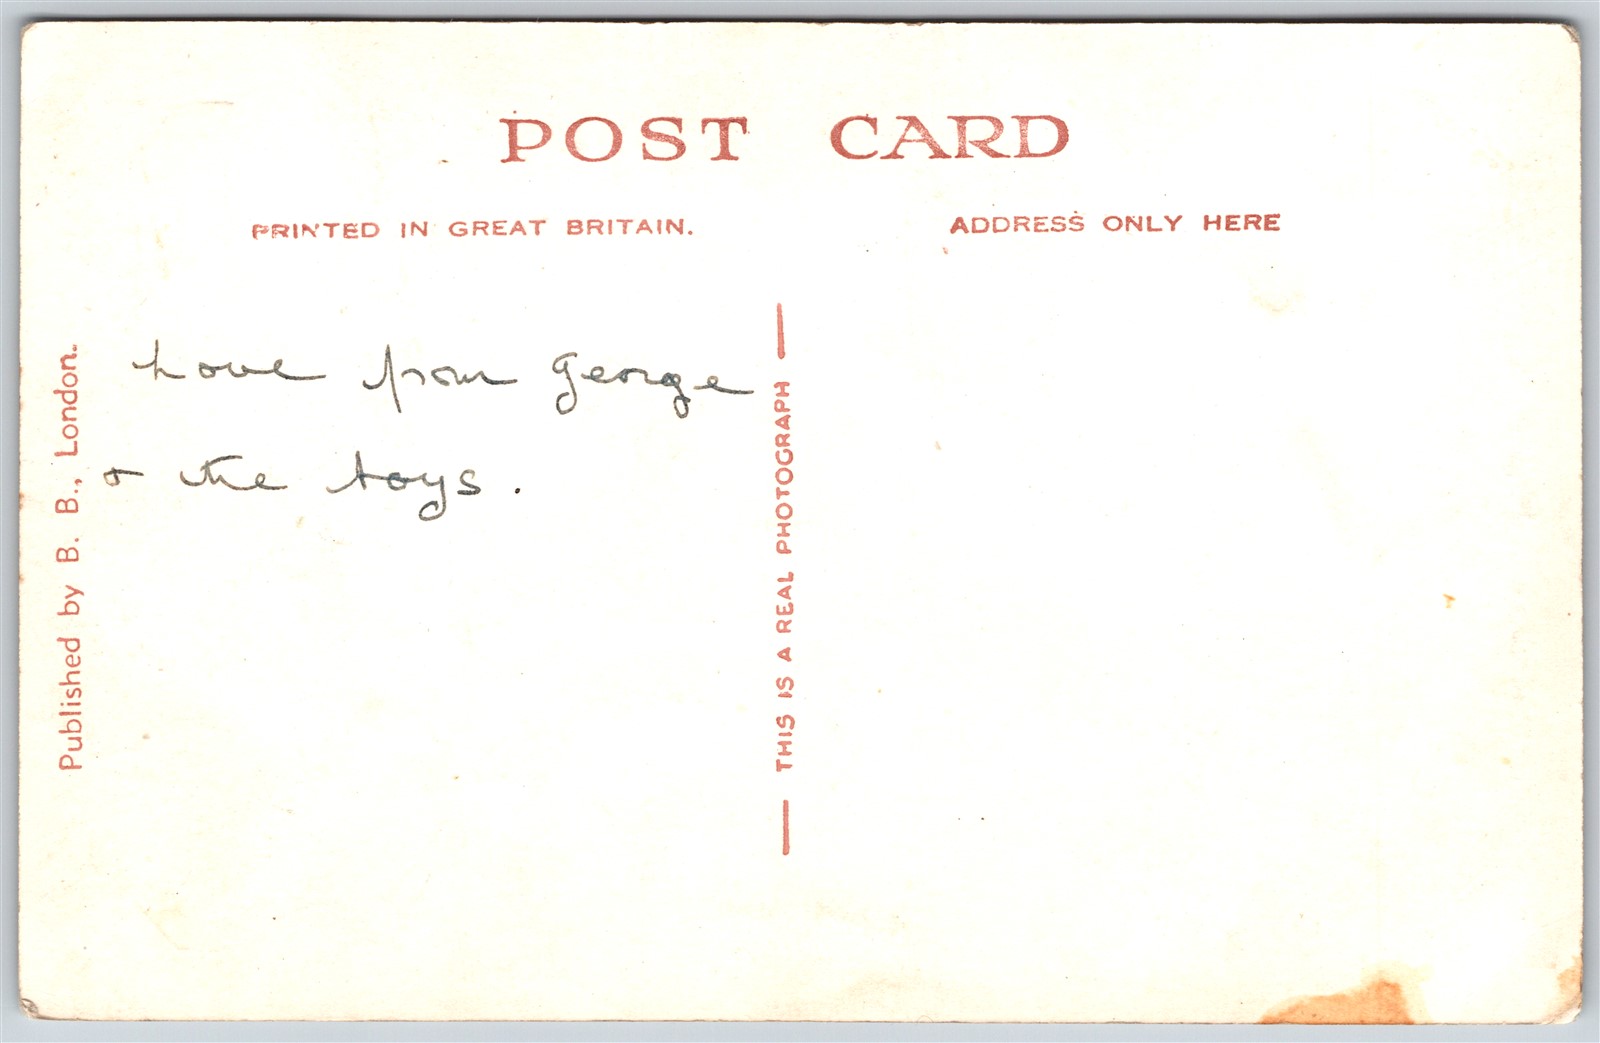 POST CARD
PRINTED IN GREAT BRITAIN.
ADDRESS ONLY HERE
Love from George
& the boys.
THIS IS A REAL PHOTOGRAPH
Published by B. B., London.